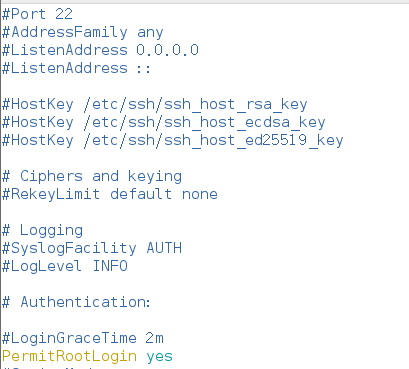 #Port 22
#AddressFamily any
#ListenAddress 0.0.0.0
#ListenAddress ::
#HostKey /etc/ssh/ssh_host_rsa_key
#HostKey /etc/ssh/ssh_host_ecdsa_key
#HostKey /etc/ssh/ssh_host_ed25519_key
# Ciphers and keying
#RekeyLimit default none
# Logging
#SyslogFacility AUTH
#LogLevel INFO
# Authentication:
#LoginGraceTime 2m
PermitRootLogin yes